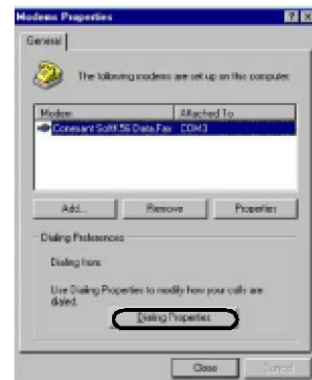 Modems Properties
General
The following modems are set up on this computer:
Modem Attached To
Conexant SoftK56 Data,Fax COM3
Add... Remove Properties
Dialing Preferences
Dialing from:
Use Dialing Properties to modify how your calls are
dialed.
Dialing Properties
Close Cancel